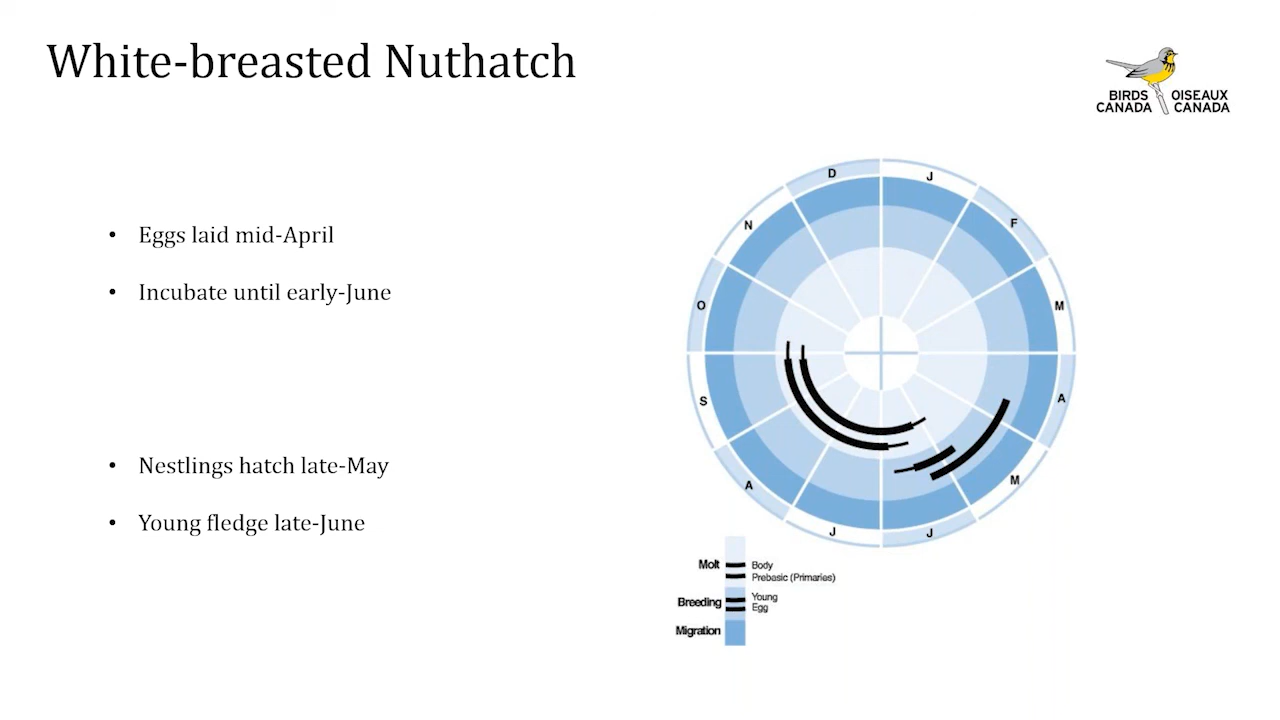 White-breasted Nuthatch
BIRDS OISEAUX
CANADA CANADA
• Eggs laid mid-April
• Incubate until early-June
• Nestlings hatch late-May
• Young fledge late-June
D J
N F
O M
S A
A M
J J
Molt Body
Prebasic (Primaries)
Breeding Young
Egg
Migration